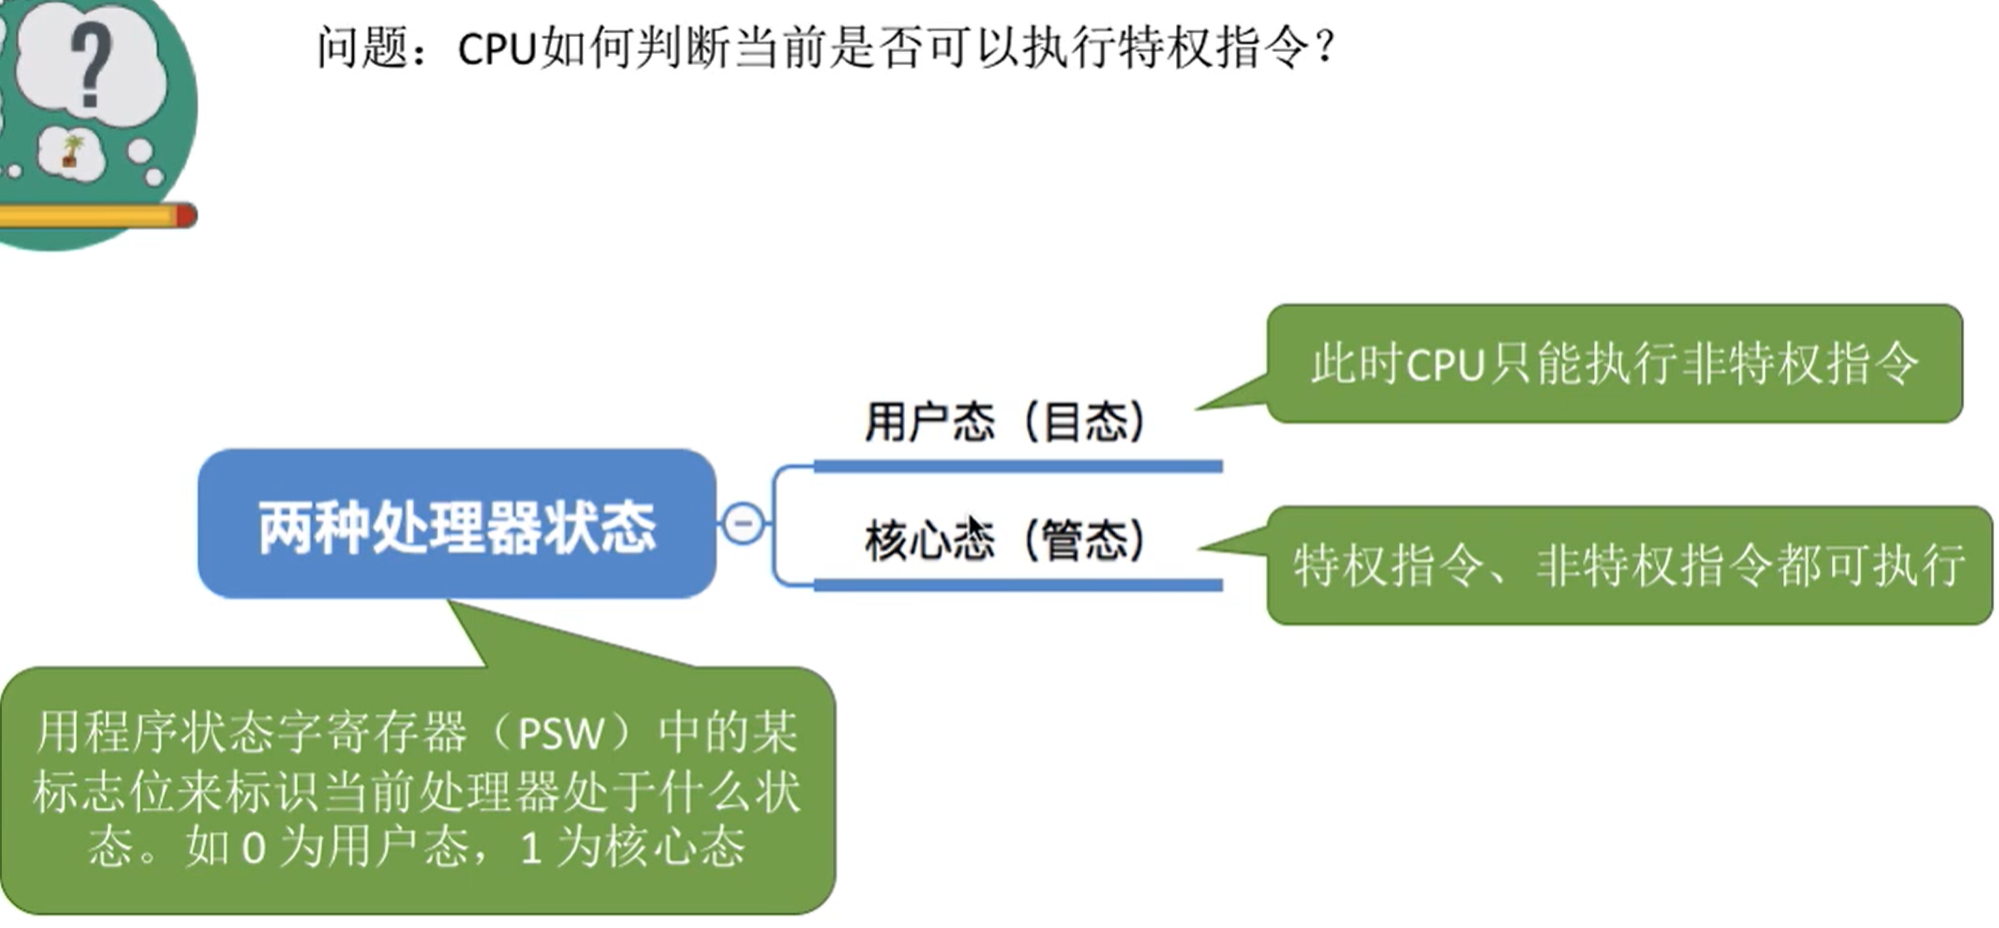 问题：CPU如何判断当前是否可以执行特权指令？
此时CPU只能执行非特权指令
用户态（目态）
两种处理器状态
核心态（管态）
特权指令、非特权指令都可执行
用程序状态字寄存器（PSW）中的某
标志位来标识当前处理器处于什么状
态。如 0 为用户态，1 为核心态